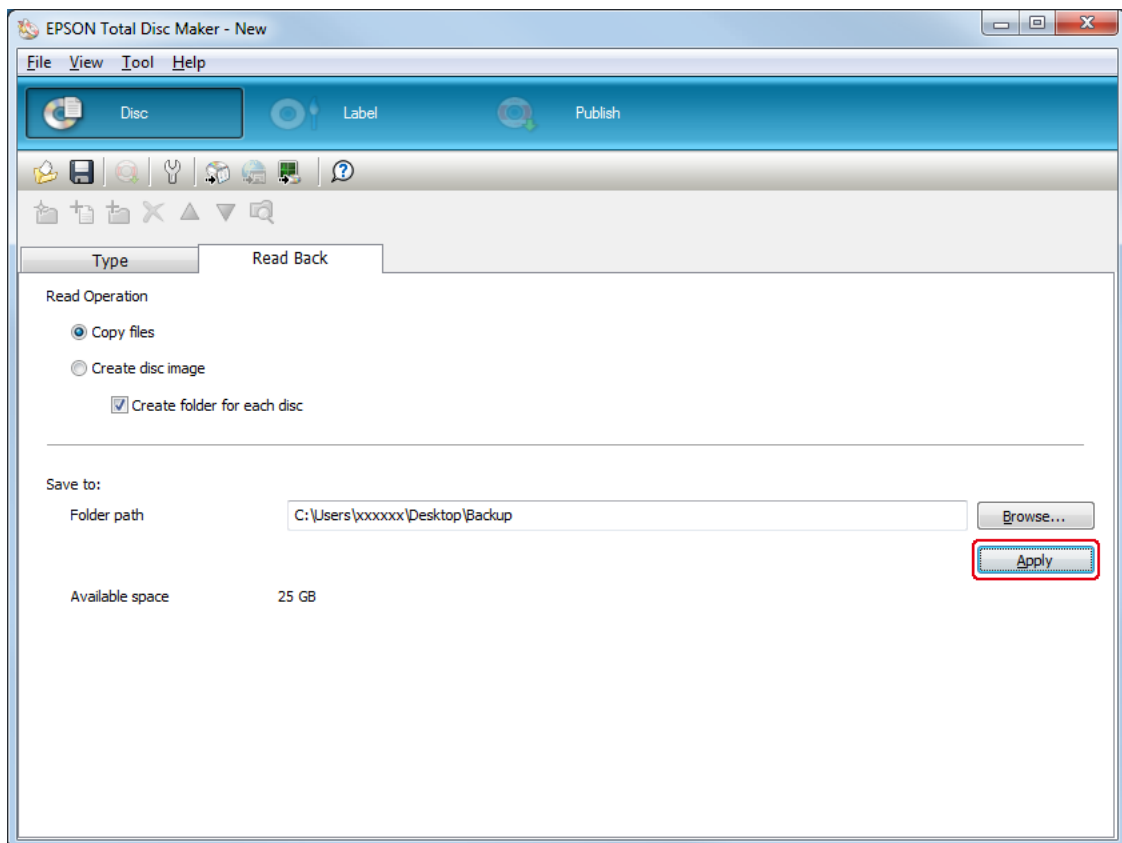 EPSON Total Disc Maker - New
File View Tool Help
Disc Label Publish
Type Read Back
Read Operation
Copy files
Create disc image
Create folder for each disc
Save to:
Folder path C:\Users\xxxxxx\Desktop\Backup Browse...
Apply
Available space 25 GB